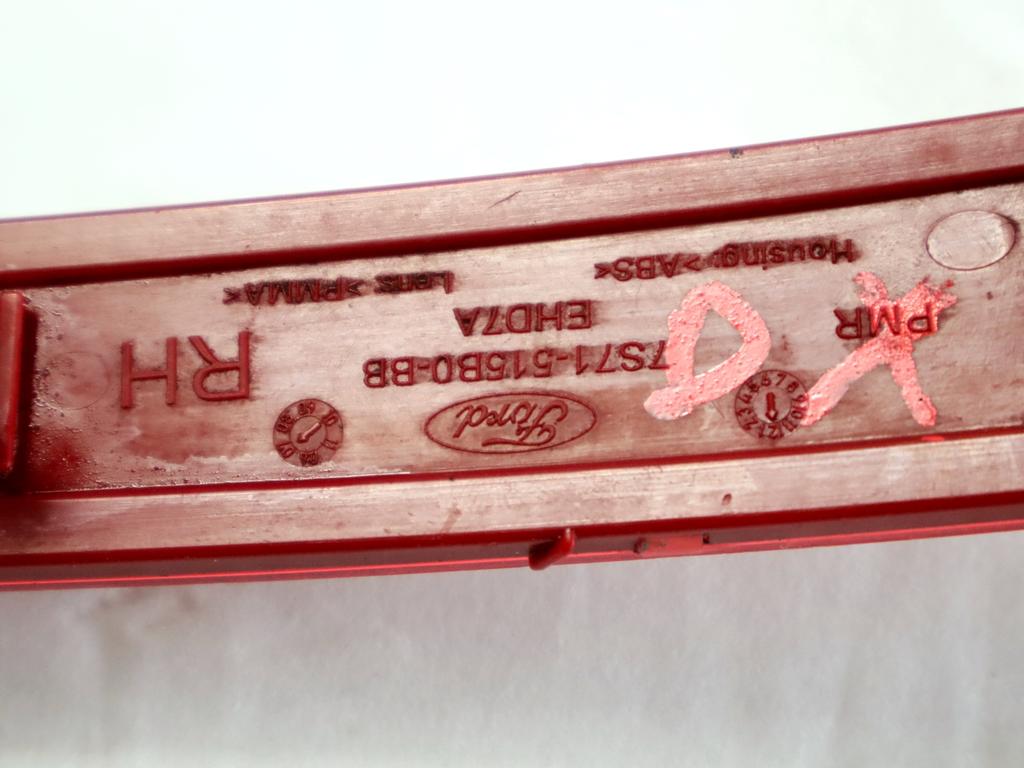 Ford
7S71-515B0-BB
RH
EHD7A
PMR
Housing >ABS<
Lens >PMMA<